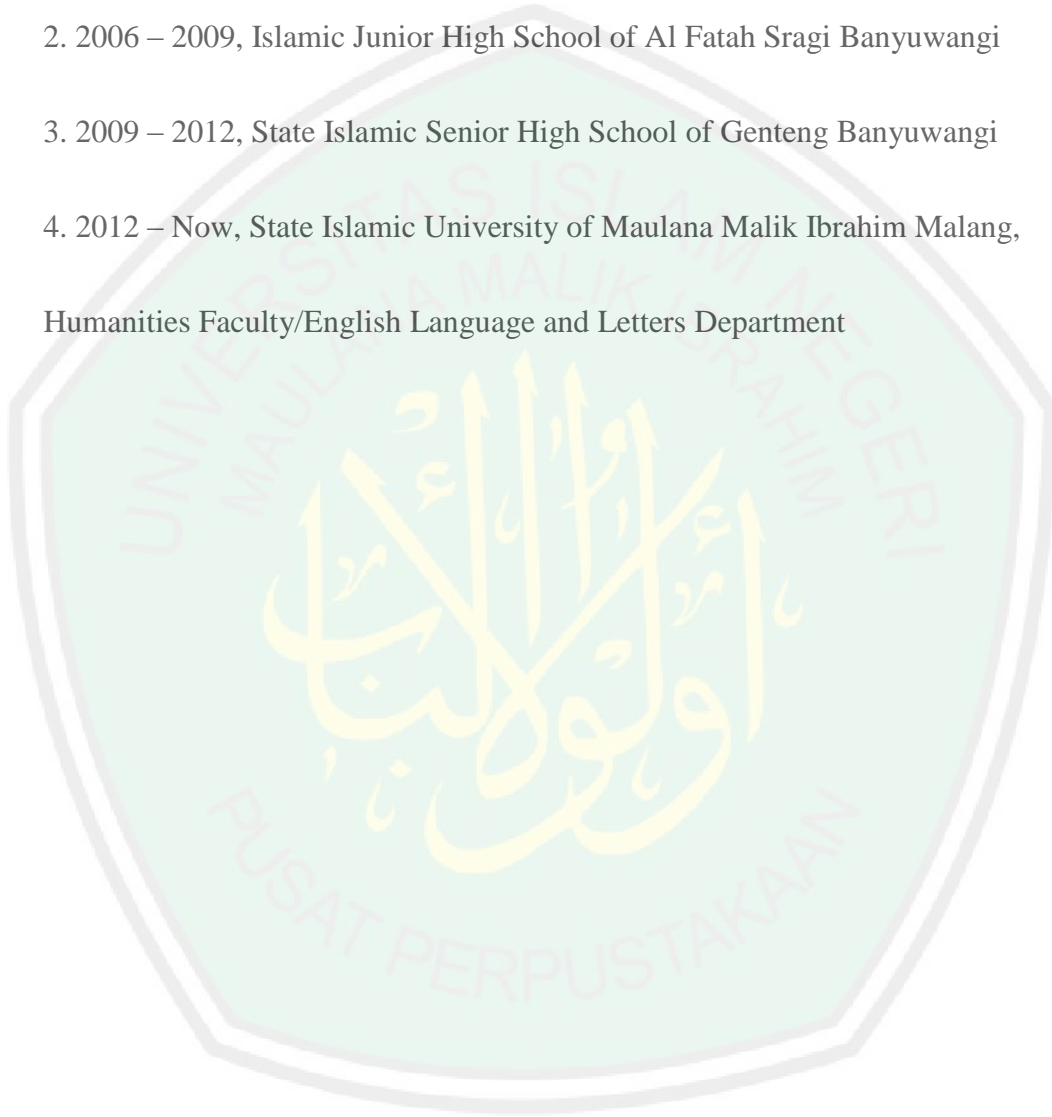 2. 2006 – 2009, Islamic Junior High School of Al Fatah Sragi Banyuwangi
3. 2009 – 2012, State Islamic Senior High School of Genteng Banyuwangi
4. 2012 – Now, State Islamic University of Maulana Malik Ibrahim Malang,
Humanities Faculty/English Language and Letters Department
UNIVERSITAS ISLAM NEGERI
MAULANA MALIK IBRAHIM
أولوا الألباب
PUSAT PERPUSTAKAAN